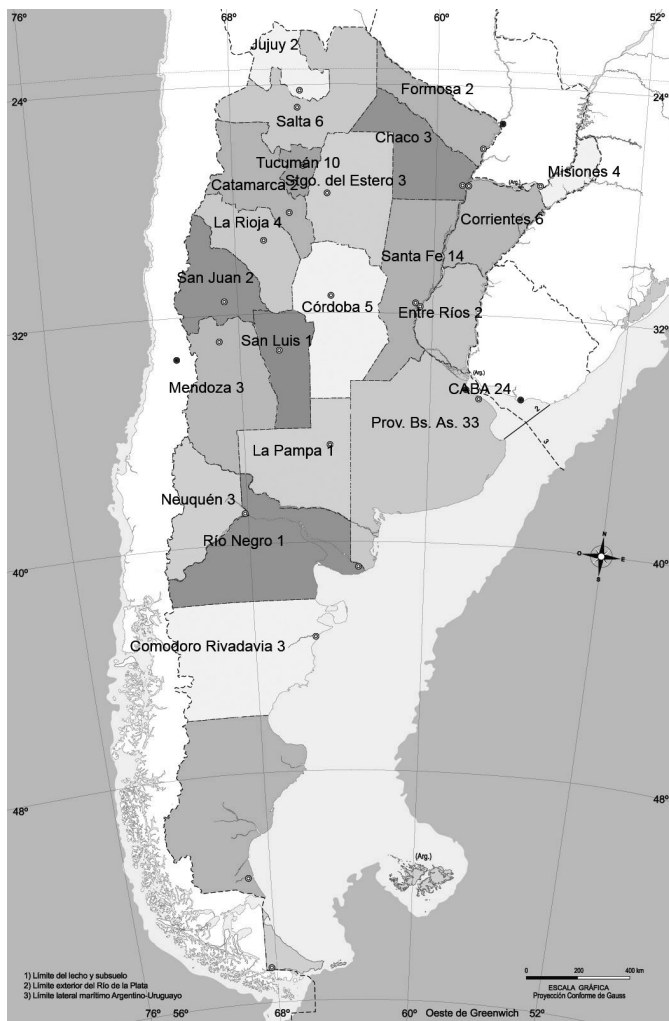 76º
68º
60º
52º
Jujuy 2
24º
24º
Formosa 2
Salta 6
Chaco 3
Tucumán 10
Misiones 4
(Arg.)
Stgo. del Estero 3
Catamarca 2
La Rioja 4
Corrientes 6
Santa Fe 14
San Juan 2
Córdoba 5
Entre Ríos 2
32º
32º
San Luis 1
(Arg.)
Mendoza 3
CABA 24
2
Prov. Bs. As. 33
3
La Pampa 1
Neuquén 3
Río Negro 1
N
O
E
S
40º
40º
Comodoro Rivadavia 3
48º
48º
(Arg.)
1) Límite del lecho y subsuelo
2) Límite exterior del Río de la Plata
3) Límite lateral marítimo Argentino-Uruguayo
0 200 400 km
ESCALA GRÁFICA
Proyección Conforme de Gauss
76º
56º
68º
60º
Oeste de Greenwich
52º